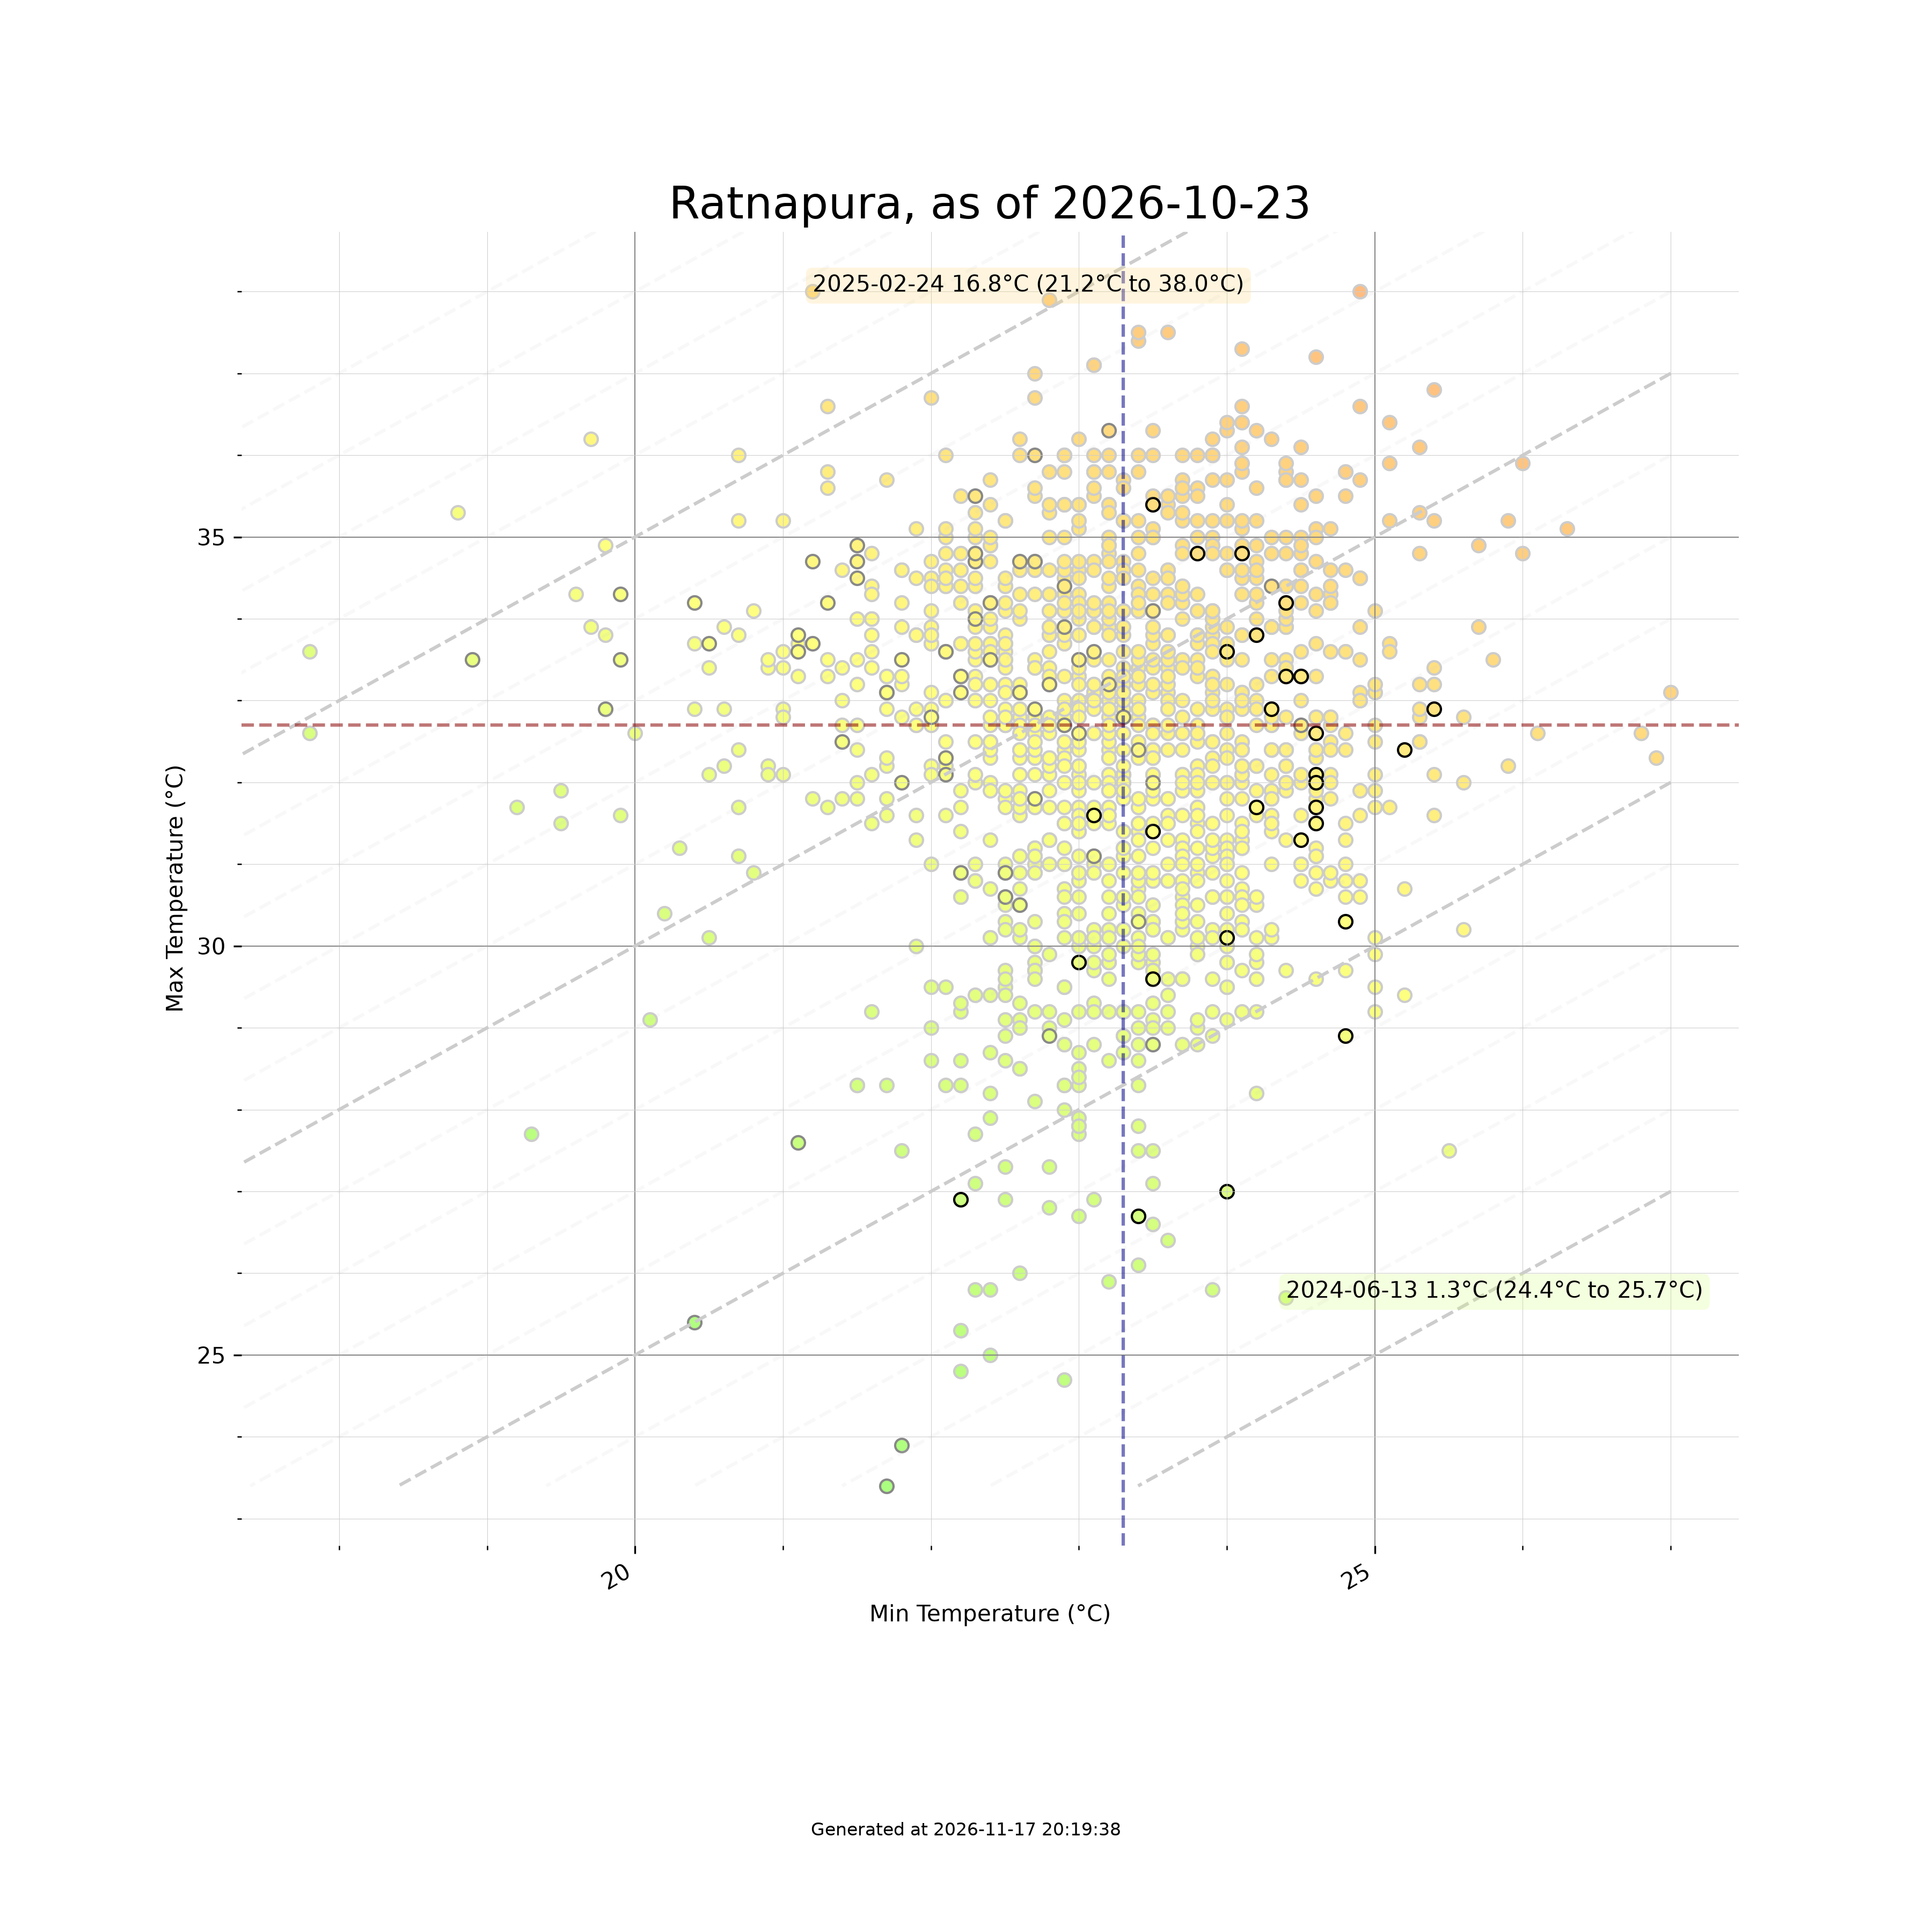 Ratnapura, as of 2026-10-23
2025-02-24 16.8°C (21.2°C to 38.0°C)
35
Max Temperature (°C)
30
2024-06-13 1.3°C (24.4°C to 25.7°C)
25
20
25
Min Temperature (°C)
Generated at 2026-11-17 20:19:38